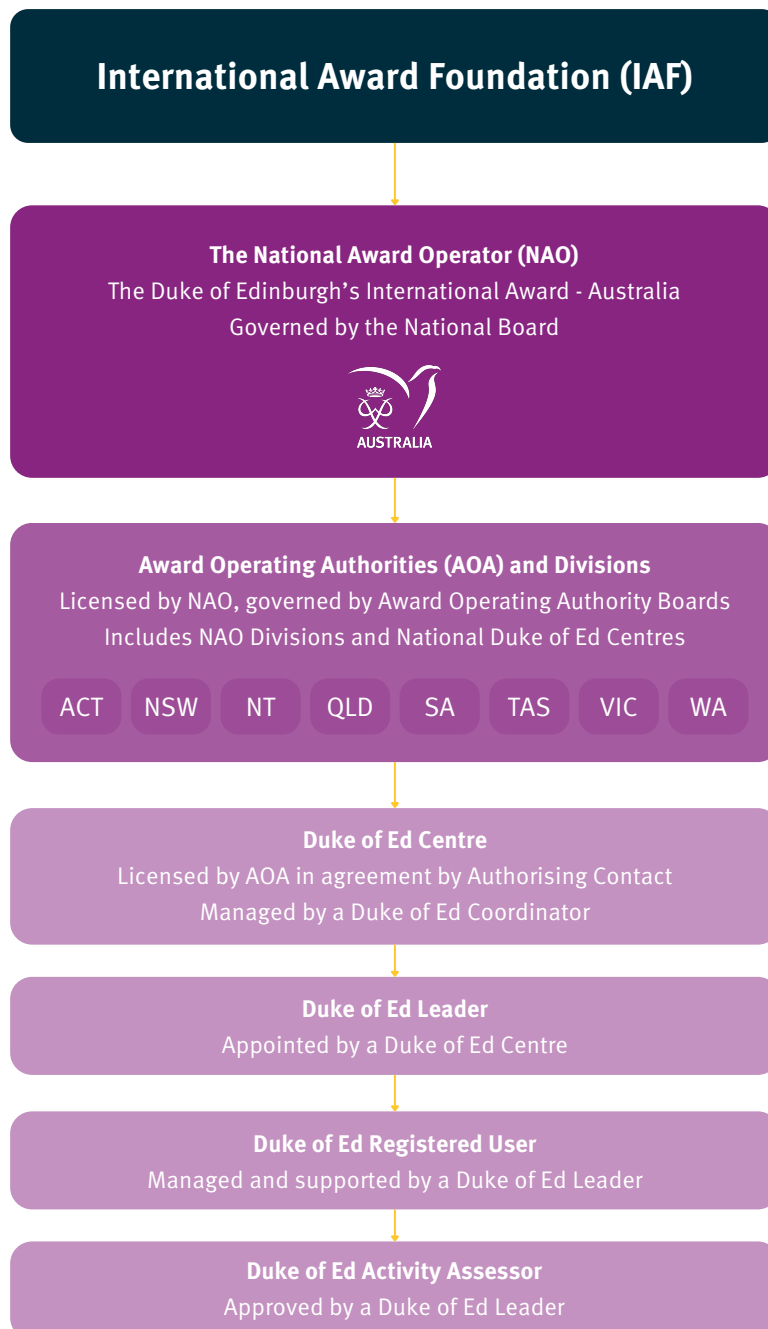 International Award Foundation (IAF)
The National Award Operator (NAO)
The Duke of Edinburgh’s International Award - Australia
Governed by the National Board
AUSTRALIA
Award Operating Authorities (AOA) and Divisions
Licensed by NAO, governed by Award Operating Authority Boards
Includes NAO Divisions and National Duke of Ed Centres
ACT NSW NT QLD SA TAS VIC WA
Duke of Ed Centre
Licensed by AOA in agreement by Authorising Contact
Managed by a Duke of Ed Coordinator
Duke of Ed Leader
Appointed by a Duke of Ed Centre
Duke of Ed Registered User
Managed and supported by a Duke of Ed Leader
Duke of Ed Activity Assessor
Approved by a Duke of Ed Leader